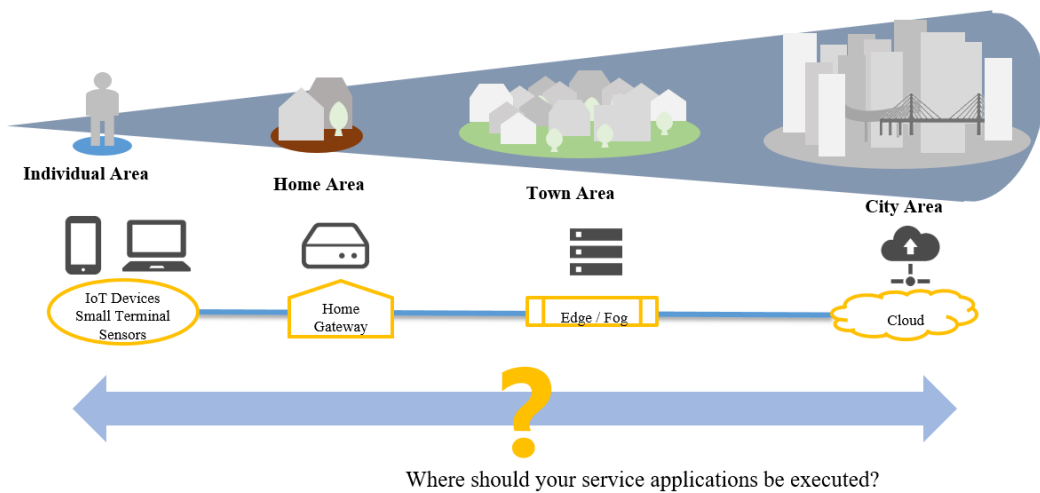 Individual Area
Home Area
Town Area
City Area
IoT Devices
Small Terminal
Sensors
Home
Gateway
Edge / Fog
Cloud
?
Where should your service applications be executed?